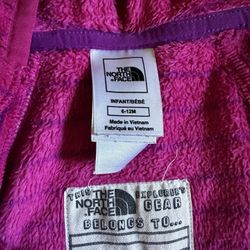 THE
NORTH
FACE
INFANT/BÉBÉ
6-12M
Made in Vietnam
Fabriqué au Vietnam
THIS THE EXPLORER'S
NORTH
FACE GEAR
BELONGS TO...